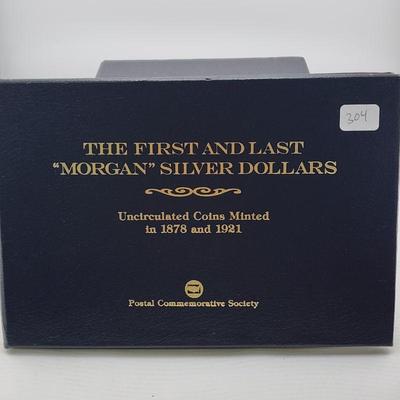 304
THE FIRST AND LAST
"MORGAN" SILVER DOLLARS
Uncirculated Coins Minted
in 1878 and 1921
Postal Commemorative Society